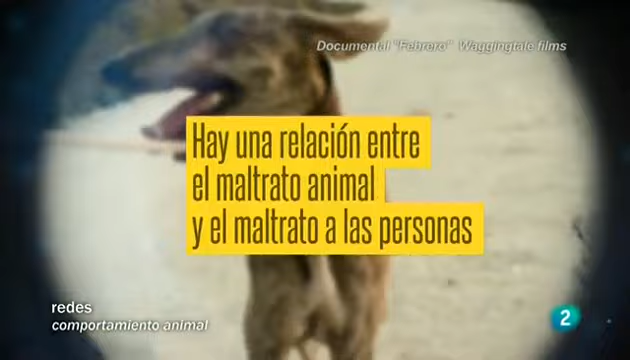 Documental "Febrero" Waggingtale films
Hay una relación entre
el maltrato animal
y el maltrato a las personas
redes
comportamiento animal
2